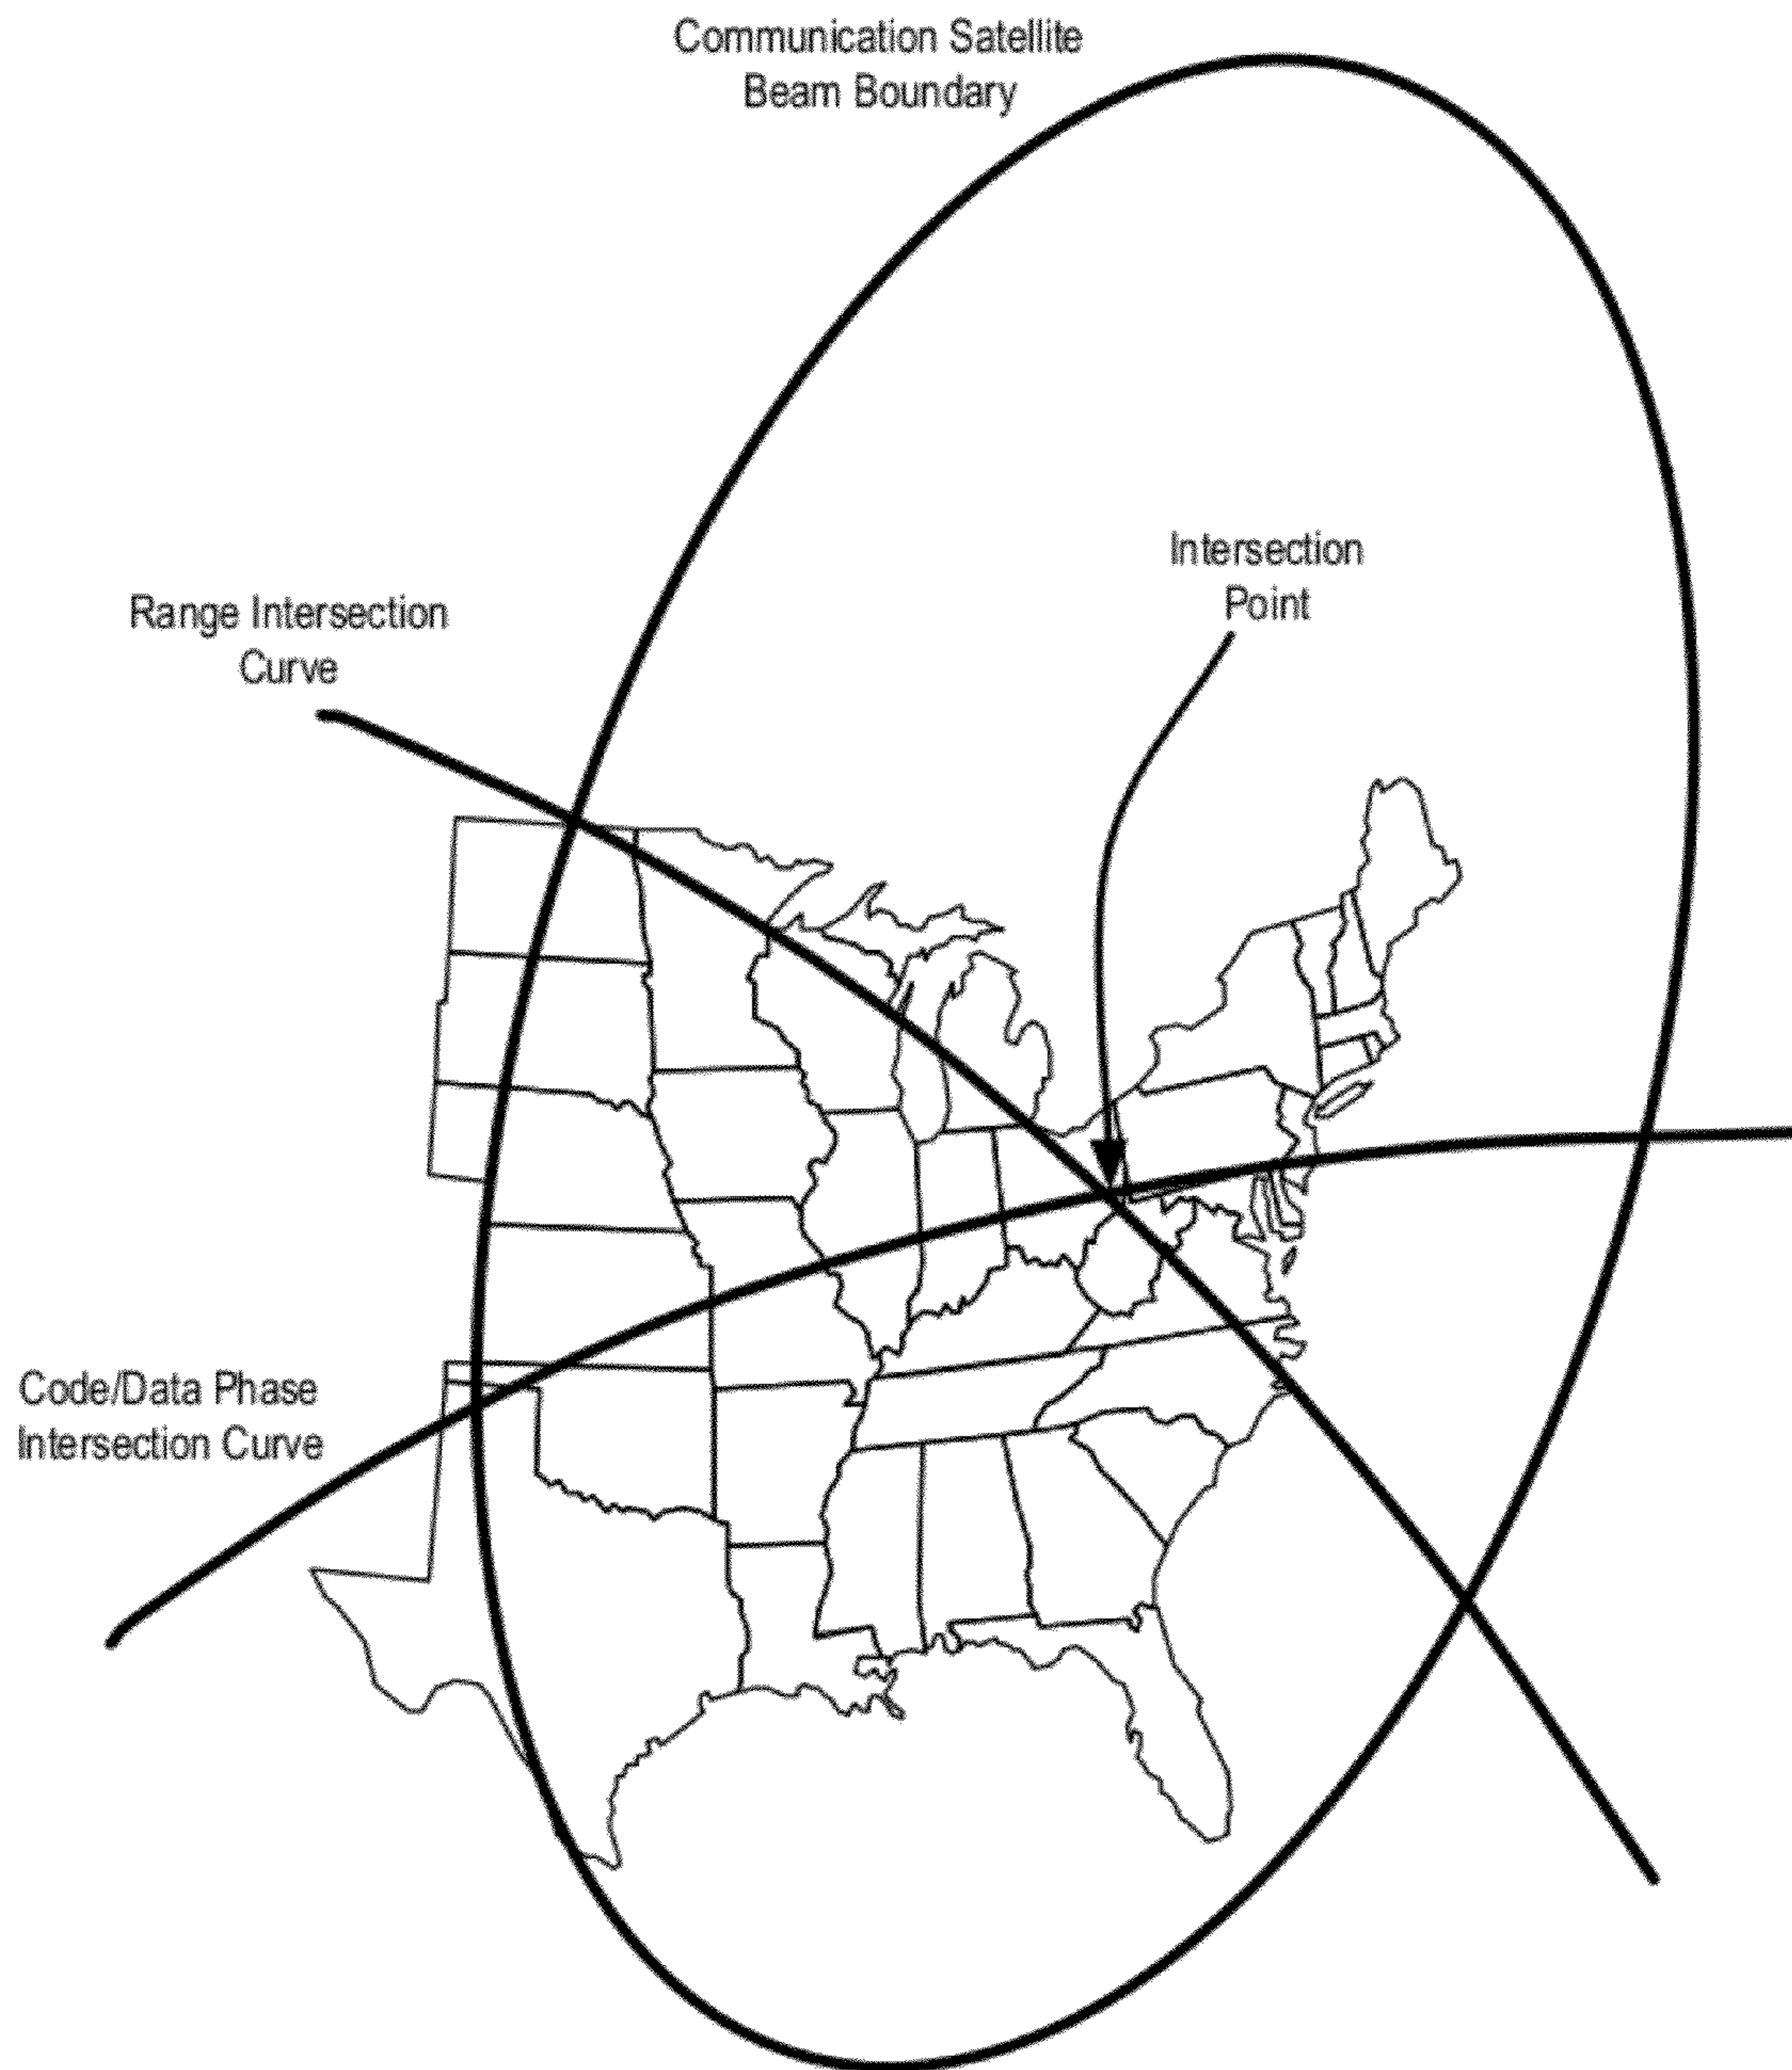 Communication Satellite
Beam Boundary
Intersection
Point
Range Intersection
Curve
Code/Data Phase
Intersection Curve